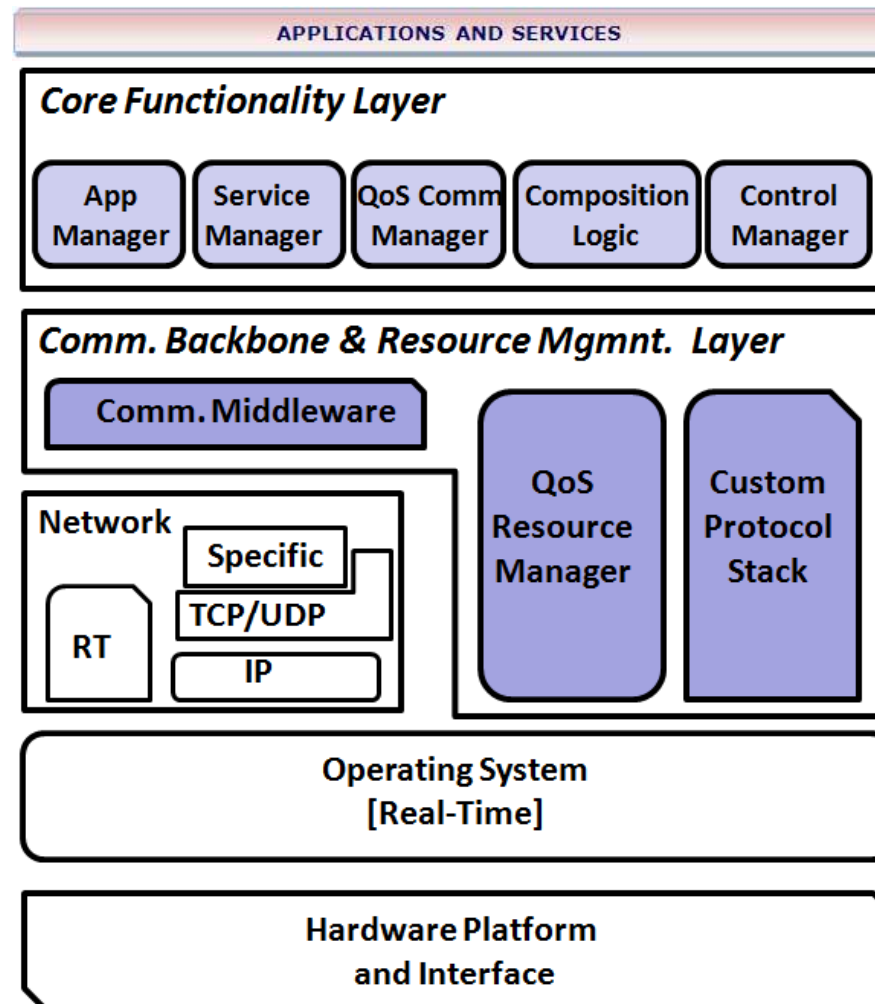 APPLICATIONS AND SERVICES
Core Functionality Layer
App
Manager
Service
Manager
QoS Comm
Manager
Composition
Logic
Control
Manager
Comm. Backbone & Resource Mgmnt. Layer
Comm. Middleware
QoS
Resource
Manager
Custom
Protocol
Stack
Network
Specific
TCP/UDP
RT
IP
Operating System
[Real-Time]
Hardware Platform
and Interface